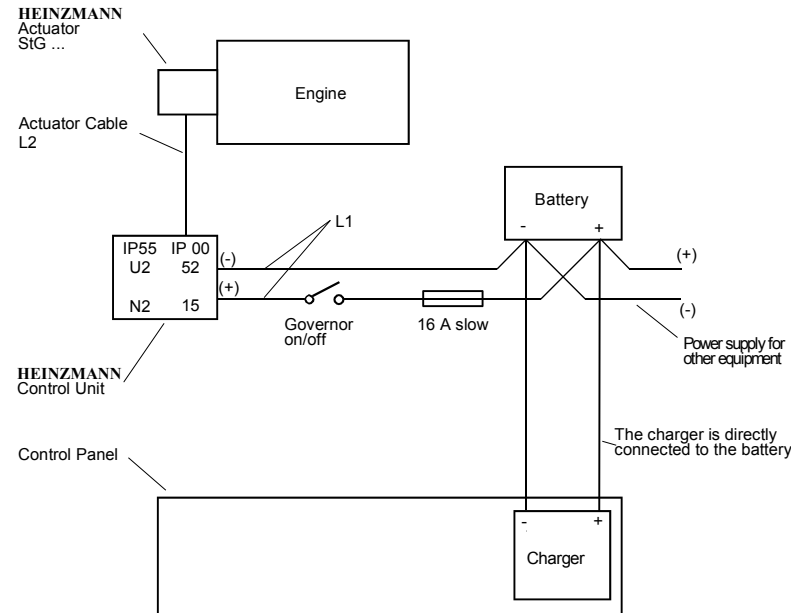 HEINZMANN
Actuator
StG ...
Engine
Actuator Cable
L2
Battery
- +
L1
IP55 IP 00
U2 52
(-)
(+)
(+)
N2 15
(-)
Governor
on/off
16 A slow
Power supply for
other equipment
HEINZMANN
Control Unit
The charger is directly
connected to the battery
Control Panel
- +
Charger